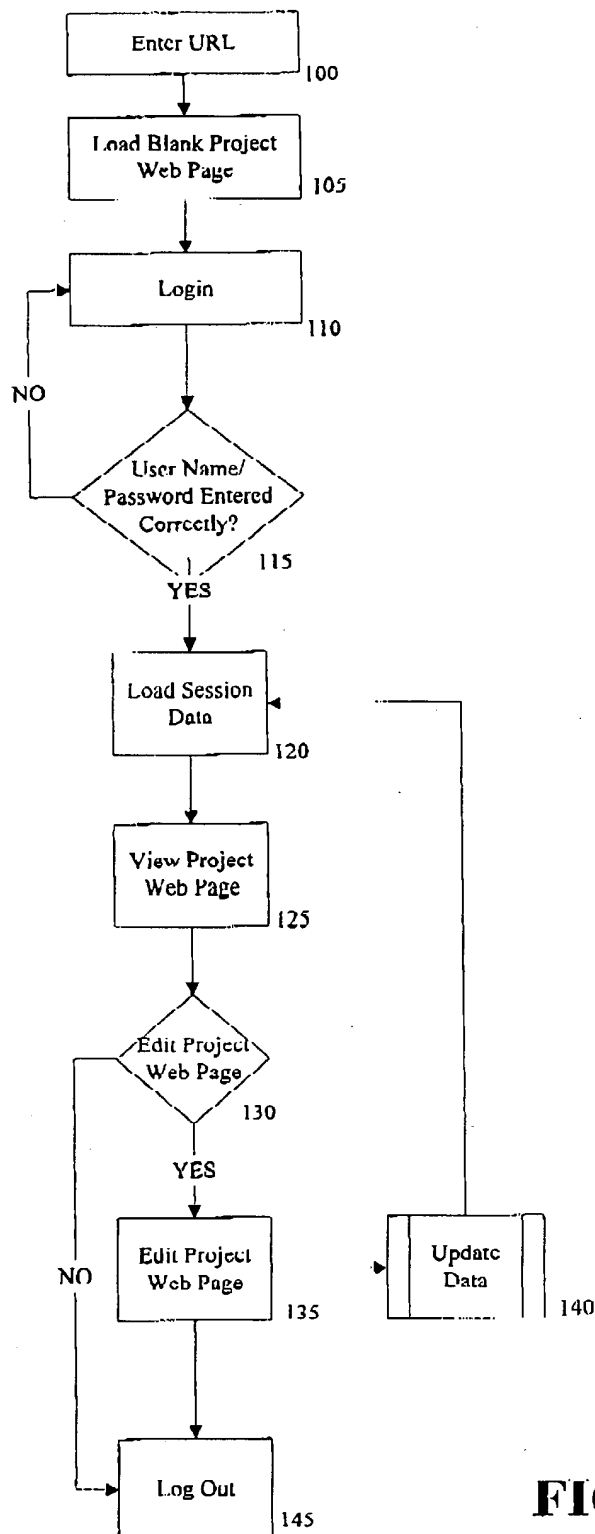 Enter URL
100
Load Blank Project
Web Page
105
Login
110
NO
User Name/
Password Entered
Correctly?
115
YES
Load Session
Data
120
View Project
Web Page
125
Edit Project
Web Page
130
YES
NO
Edit Project
Web Page
135
Update
Data
140
Log Out
145